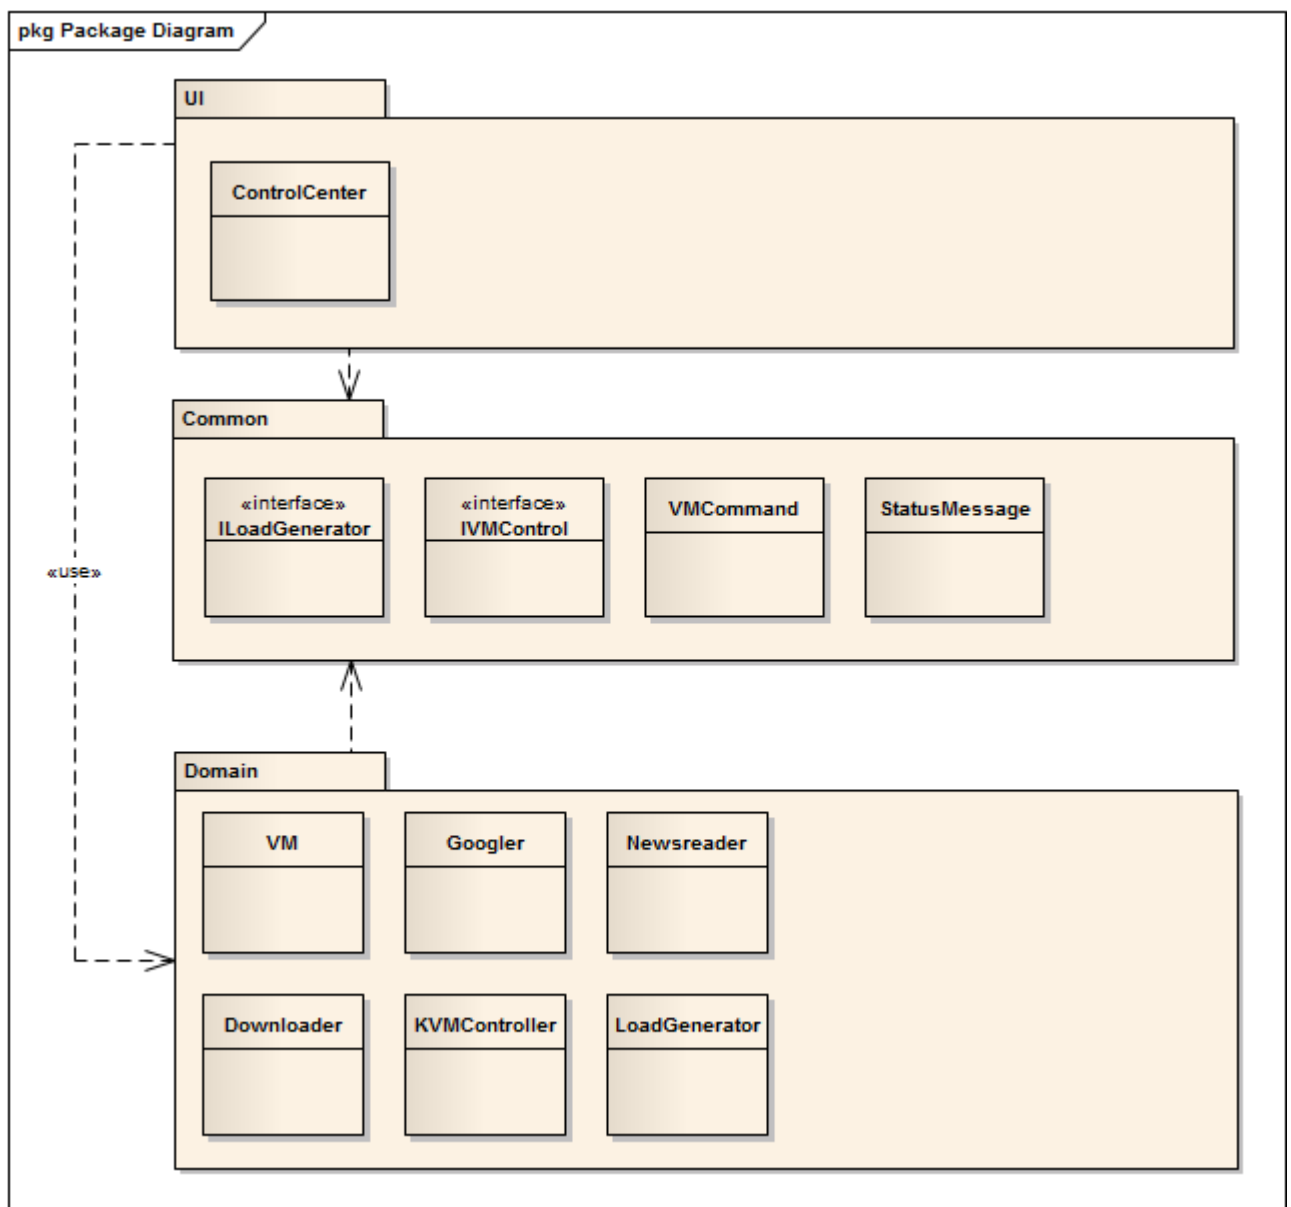 pkg Package Diagram
UI
ControlCenter
Common
«interface»
ILoadGenerator
«interface»
IVMControl
VMCommand
StatusMessage
«use»
Domain
VM
Googler
Newsreader
Downloader
KVMController
LoadGenerator